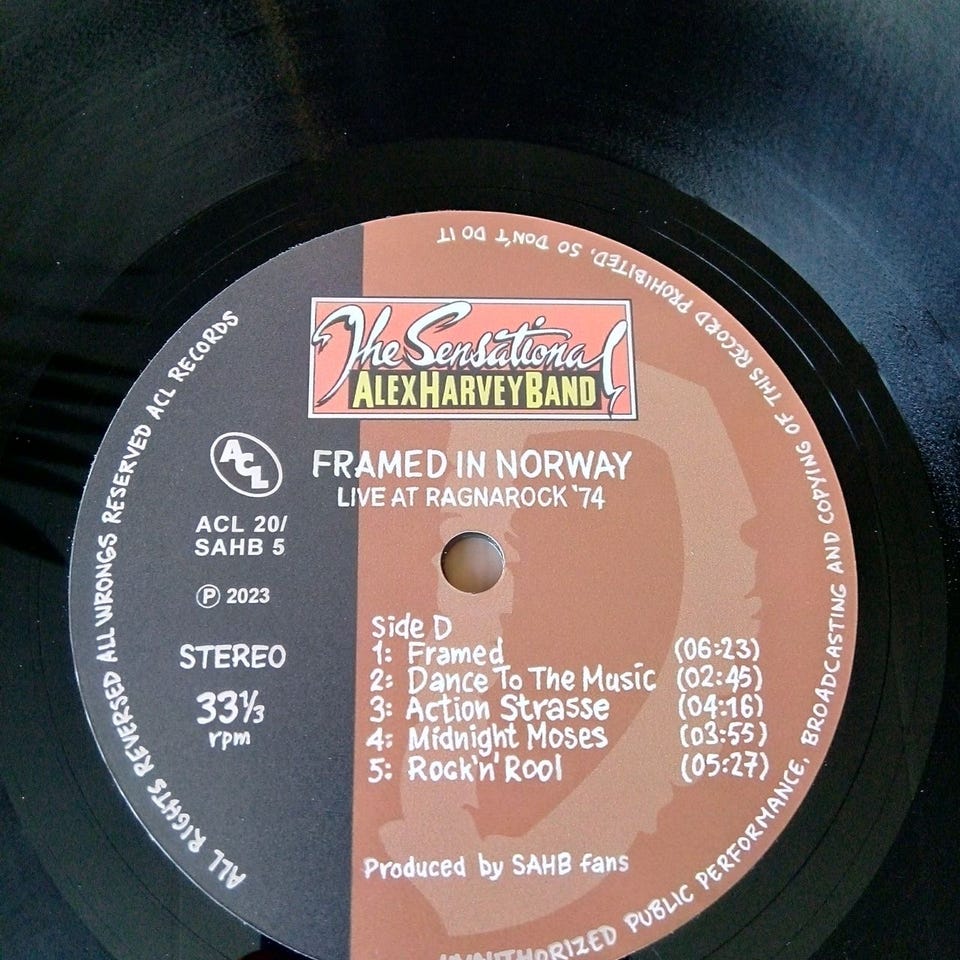 The Sensational
ALEX HARVEY BAND
FRAMED IN NORWAY
LIVE AT RAGNAROCK '74
ACL
ACL 20/
SAHB 5
Ⓟ 2023
STEREO
33⅓
rpm
Side D
1: Framed (06:23)
2: Dance To The Music (02:45)
3: Action Strasse (04:16)
4: Midnight Moses (03:55)
5: Rock'n'Rool (05:27)
Produced by SAHB fans
ALL RIGHTS REVERSED ALL WRONGS RESERVED ACL RECORDS
UNNITHORIZED PUBLIC PERFORMANCE, BROADCASTING AND COPYING OF THIS RECORD PROHIBITED, SO DON'T DO IT